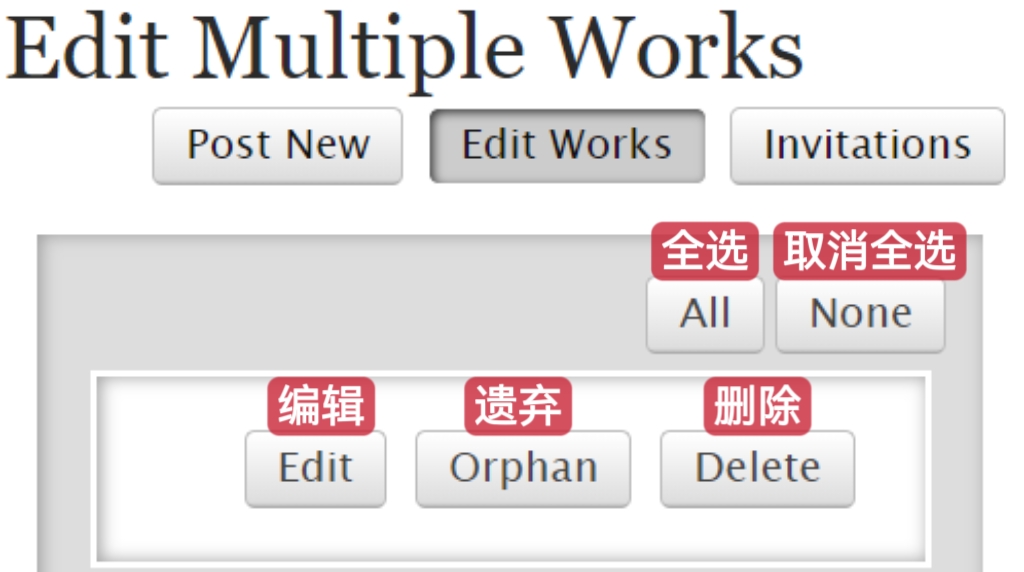 Edit Multiple Works
Post New Edit Works Invitations
全选 取消全选
All None
编辑 遗弃 删除
Edit Orphan Delete